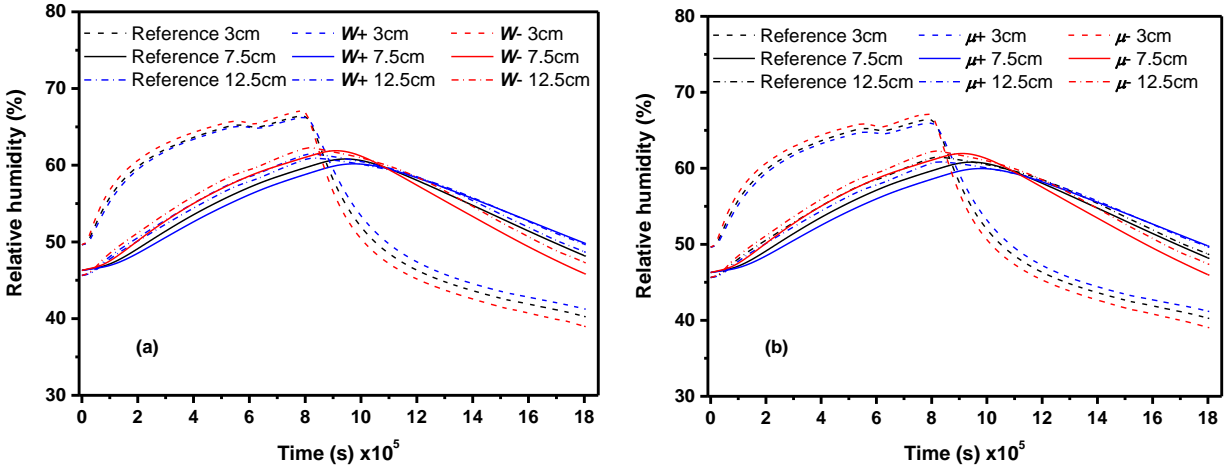 80
70
60
50
40
30
Relative humidity (%)
Reference 3cm W+ 3cm W- 3cm
Reference 7.5cm W+ 7.5cm W- 7.5cm
Reference 12.5cm W+ 12.5cm W- 12.5cm
(a)
0 2 4 6 8 10 12 14 16 18
Time (s) x10⁵
80
70
60
50
40
30
Relative humidity (%)
Reference 3cm μ+ 3cm μ- 3cm
Reference 7.5cm μ+ 7.5cm μ- 7.5cm
Reference 12.5cm μ+ 12.5cm μ- 12.5cm
(b)
0 2 4 6 8 10 12 14 16 18
Time (s) x10⁵